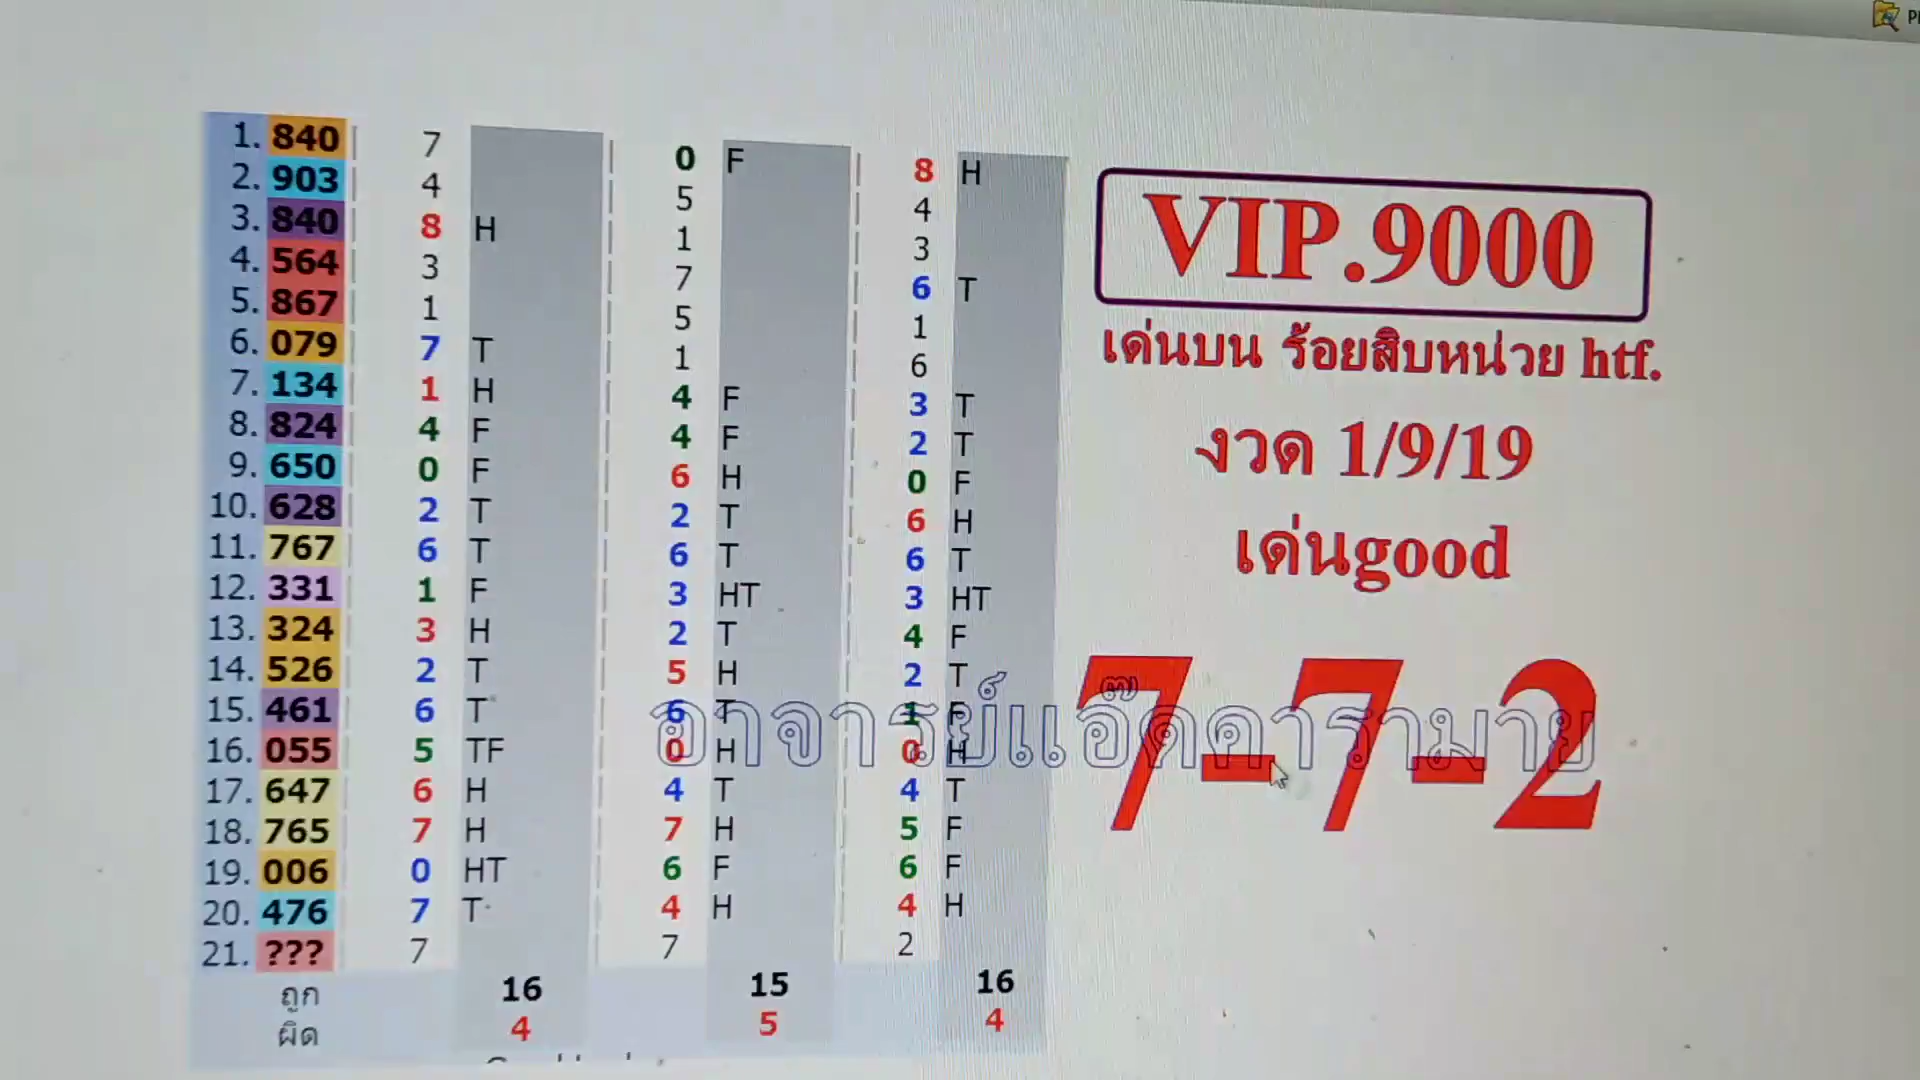 1. 840 7 0 F 8 H
2. 903 4 5 4
3. 840 8 H 1 3
4. 564 3 7 6 T
5. 867 1 5 1
6. 079 7 T 1 6
7. 134 1 H 4 F 3 T
8. 824 4 F 4 F 2 T
9. 650 0 F 6 H 0 F
10. 628 2 T 2 T 6 H
11. 767 6 T 6 T 6 T
12. 331 1 F 3 HT 3 HT
13. 324 3 H 2 T 4 F
14. 526 2 T 5 H 2 T
15. 461 6 T 6 T 1 F
16. 055 5 TF 0 H 0 H
17. 647 6 H 4 T 4 T
18. 765 7 H 7 H 5 F
19. 006 0 HT 6 F 6 F
20. 476 7 T 4 H 4 H
21. ??? 7 7 2
ถูก 16 15 16
ผิด 4 5 4
VIP.9000
เด่นบน ร้อยสิบหน่วย htf.
งวด 1/9/19
เด่นgood
7-7-2
อาจารย์แอ๊ดคารามาย